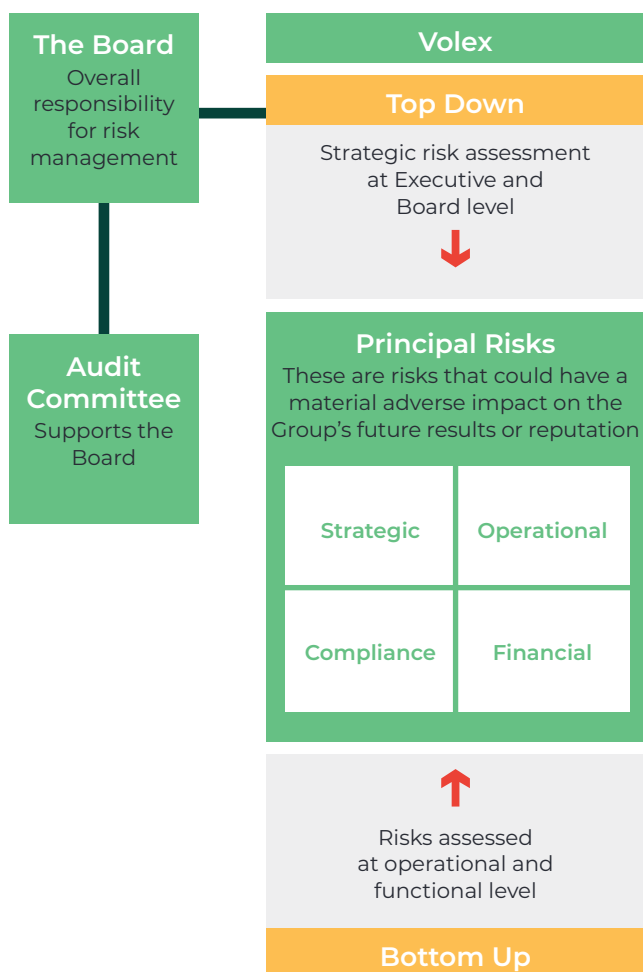 The Board
Overall
responsibility
for risk
management
Audit
Committee
Supports the
Board
Volex
Top Down
Strategic risk assessment
at Executive and
Board level
Principal Risks
These are risks that could have a
material adverse impact on the
Group’s future results or reputation
Strategic
Operational
Compliance
Financial
Risks assessed
at operational and
functional level
Bottom Up